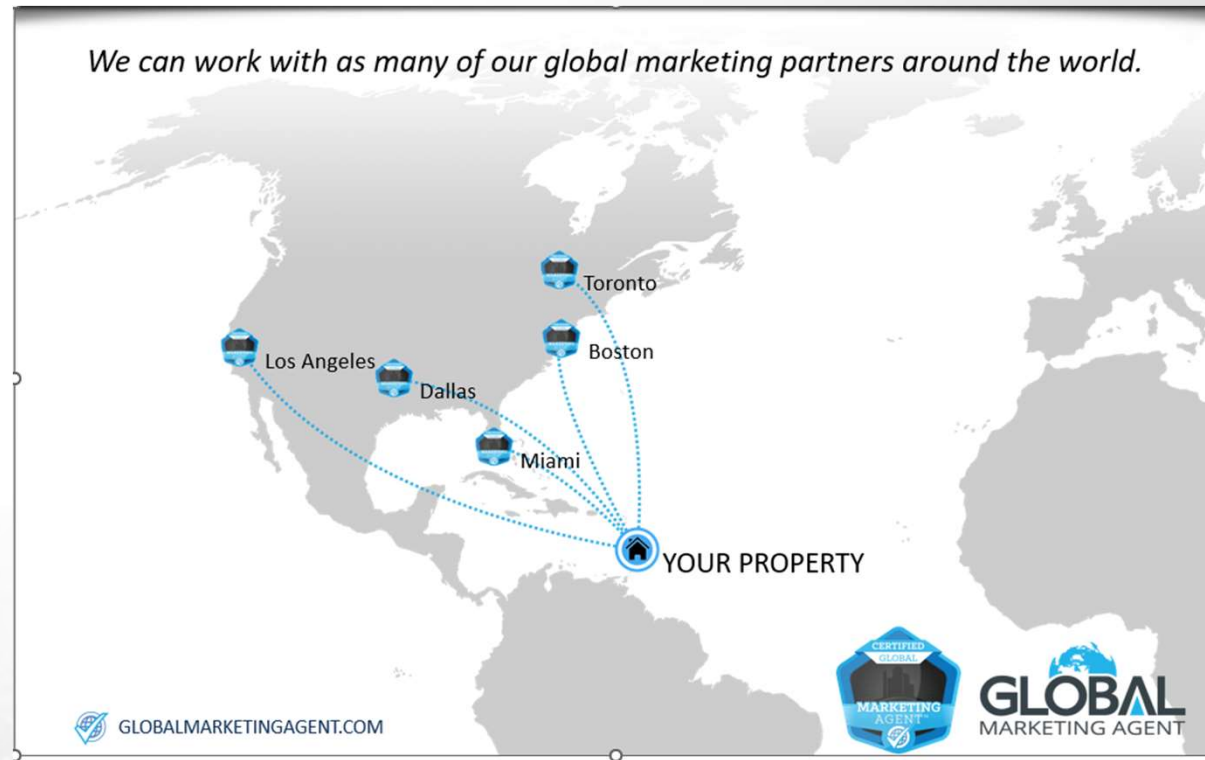 We can work with as many of our global marketing partners around the world.
Toronto
Los Angeles
Boston
Dallas
Miami
YOUR PROPERTY
CERTIFIED
GLOBAL
MARKETING
AGENT™
GLOBAL
MARKETING AGENT
GLOBALMARKETINGAGENT.COM